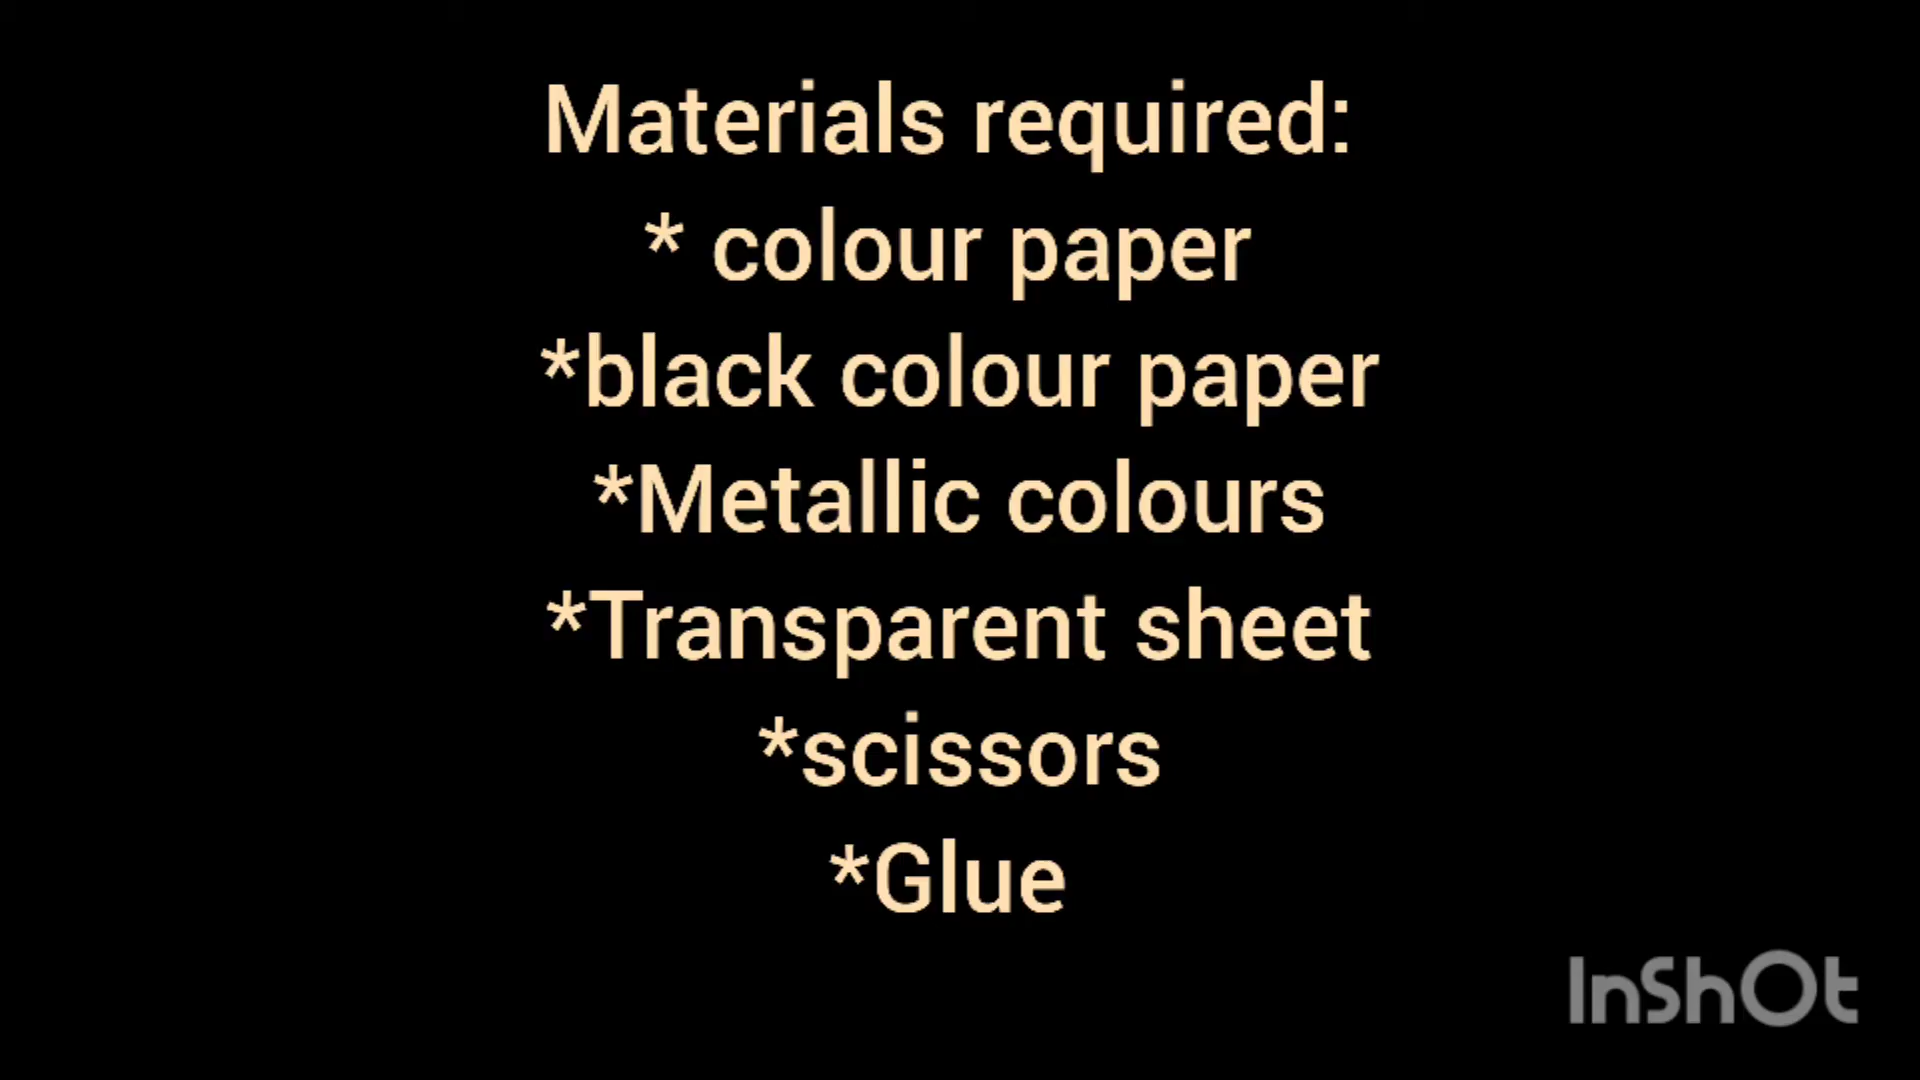 Materials required:
* colour paper
*black colour paper
*Metallic colours
*Transparent sheet
*scissors
*Glue
InShOt